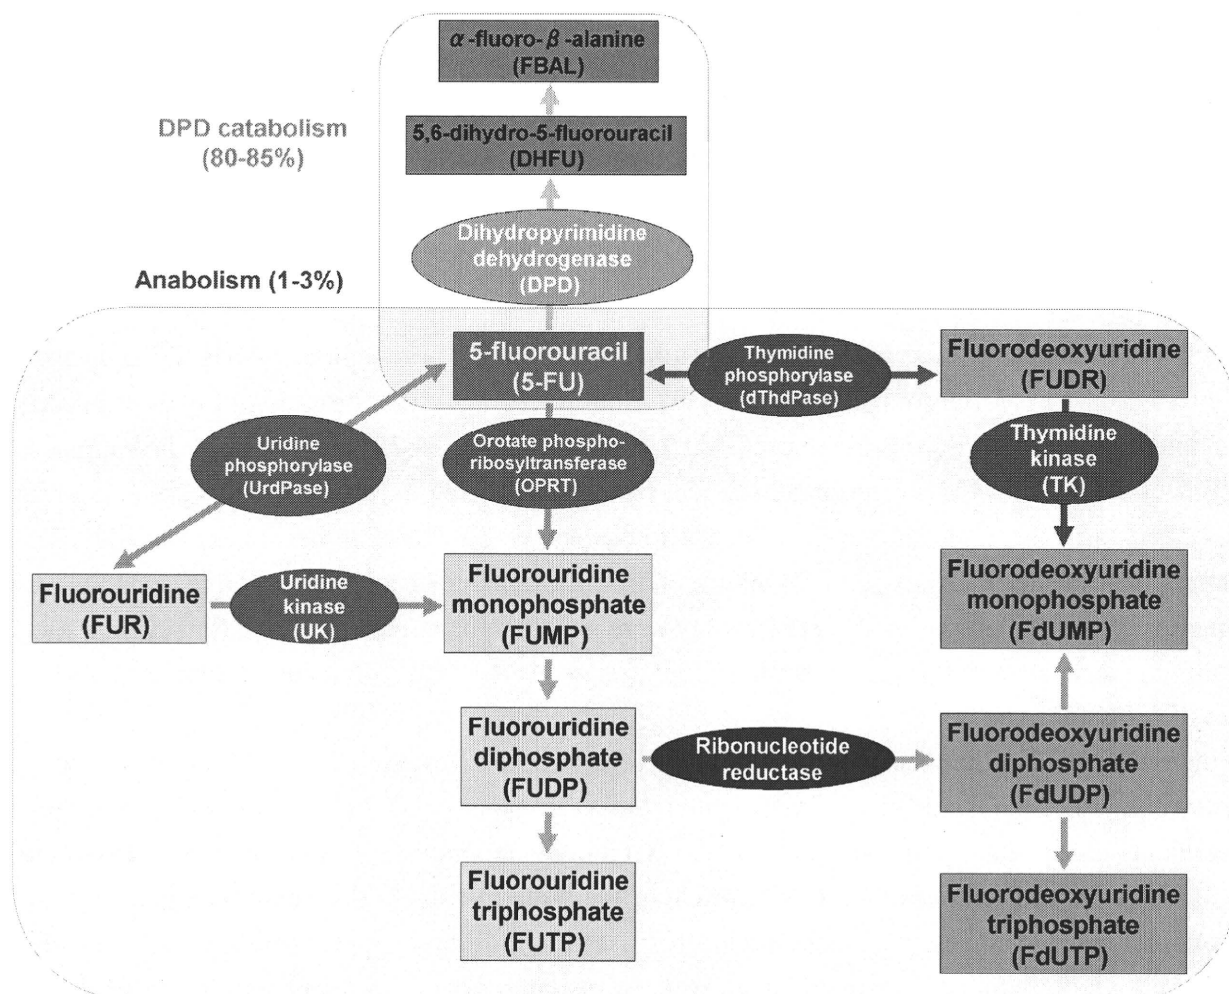 α-fluoro-β-alanine
(FBAL)
DPD catabolism
(80-85%)
5,6-dihydro-5-fluorouracil
(DHFU)
Dihydropyrimidine
dehydrogenase
(DPD)
Anabolism (1-3%)
5-fluorouracil
(5-FU)
Thymidine
phosphorylase
(dThdPase)
Fluorodeoxyuridine
(FUDR)
Uridine
phosphorylase
(UrdPase)
Orotate phospho-
ribosyltransferase
(OPRT)
Thymidine
kinase
(TK)
Fluorouridine
(FUR)
Uridine
kinase
(UK)
Fluorouridine
monophosphate
(FUMP)
Fluorodeoxyuridine
monophosphate
(FdUMP)
Fluorouridine
diphosphate
(FUDP)
Ribonucleotide
reductase
Fluorodeoxyuridine
diphosphate
(FdUDP)
Fluorouridine
triphosphate
(FUTP)
Fluorodeoxyuridine
triphosphate
(FdUTP)